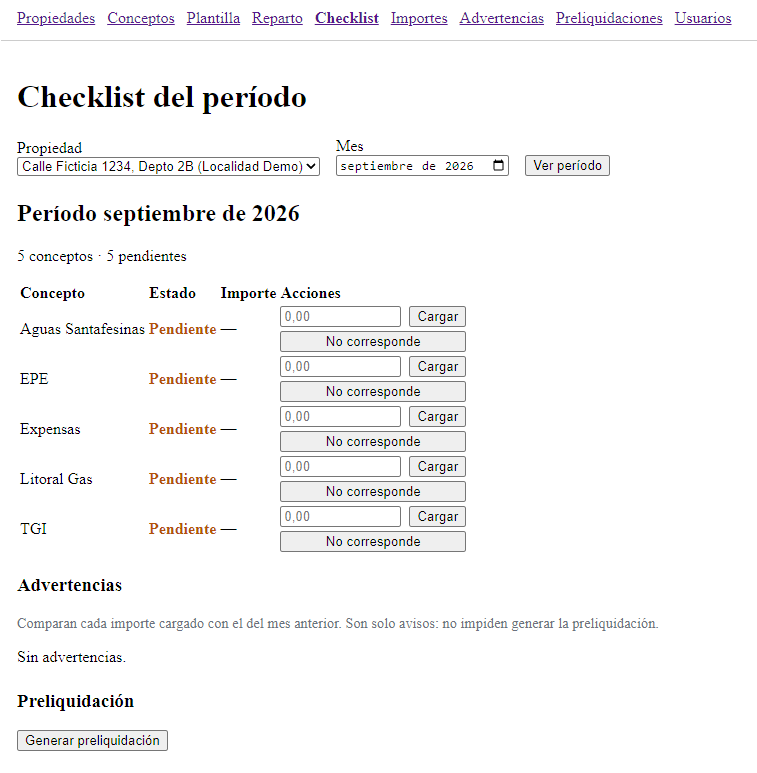 Propiedades Conceptos Plantilla Reparto Checklist Importes Advertencias Preliquidaciones Usuarios
Checklist del período
Propiedad Mes
Calle Ficticia 1234, Depto 2B (Localidad Demo) septiembre de 2026 Ver período
Período septiembre de 2026
5 conceptos · 5 pendientes
Concepto Estado Importe Acciones
Aguas Santafesinas Pendiente — 0,00 Cargar
No corresponde
EPE Pendiente — 0,00 Cargar
No corresponde
Expensas Pendiente — 0,00 Cargar
No corresponde
Litoral Gas Pendiente — 0,00 Cargar
No corresponde
TGI Pendiente — 0,00 Cargar
No corresponde
Advertencias
Comparan cada importe cargado con el del mes anterior. Son solo avisos: no impiden generar la preliquidación.
Sin advertencias.
Preliquidación
Generar preliquidación